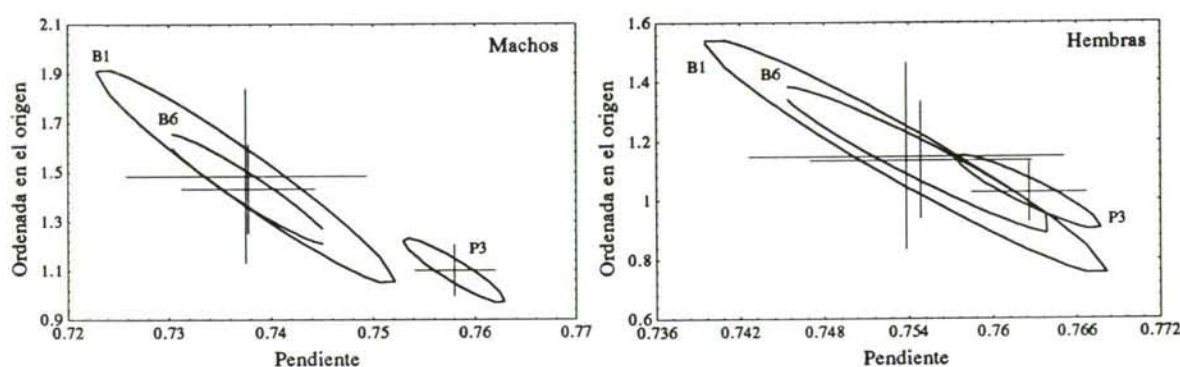 Machos
Ordenada en el origen
2.1
1.9
1.7
1.5
1.3
1.1
0.9
B1
B6
P3
0.72
0.73
0.74
0.75
0.76
0.77
Pendiente
Hembras
Ordenada en el origen
1.6
1.4
1.2
1
0.8
0.6
B1
B6
P3
0.736
0.742
0.748
0.754
0.76
0.766
0.772
Pendiente